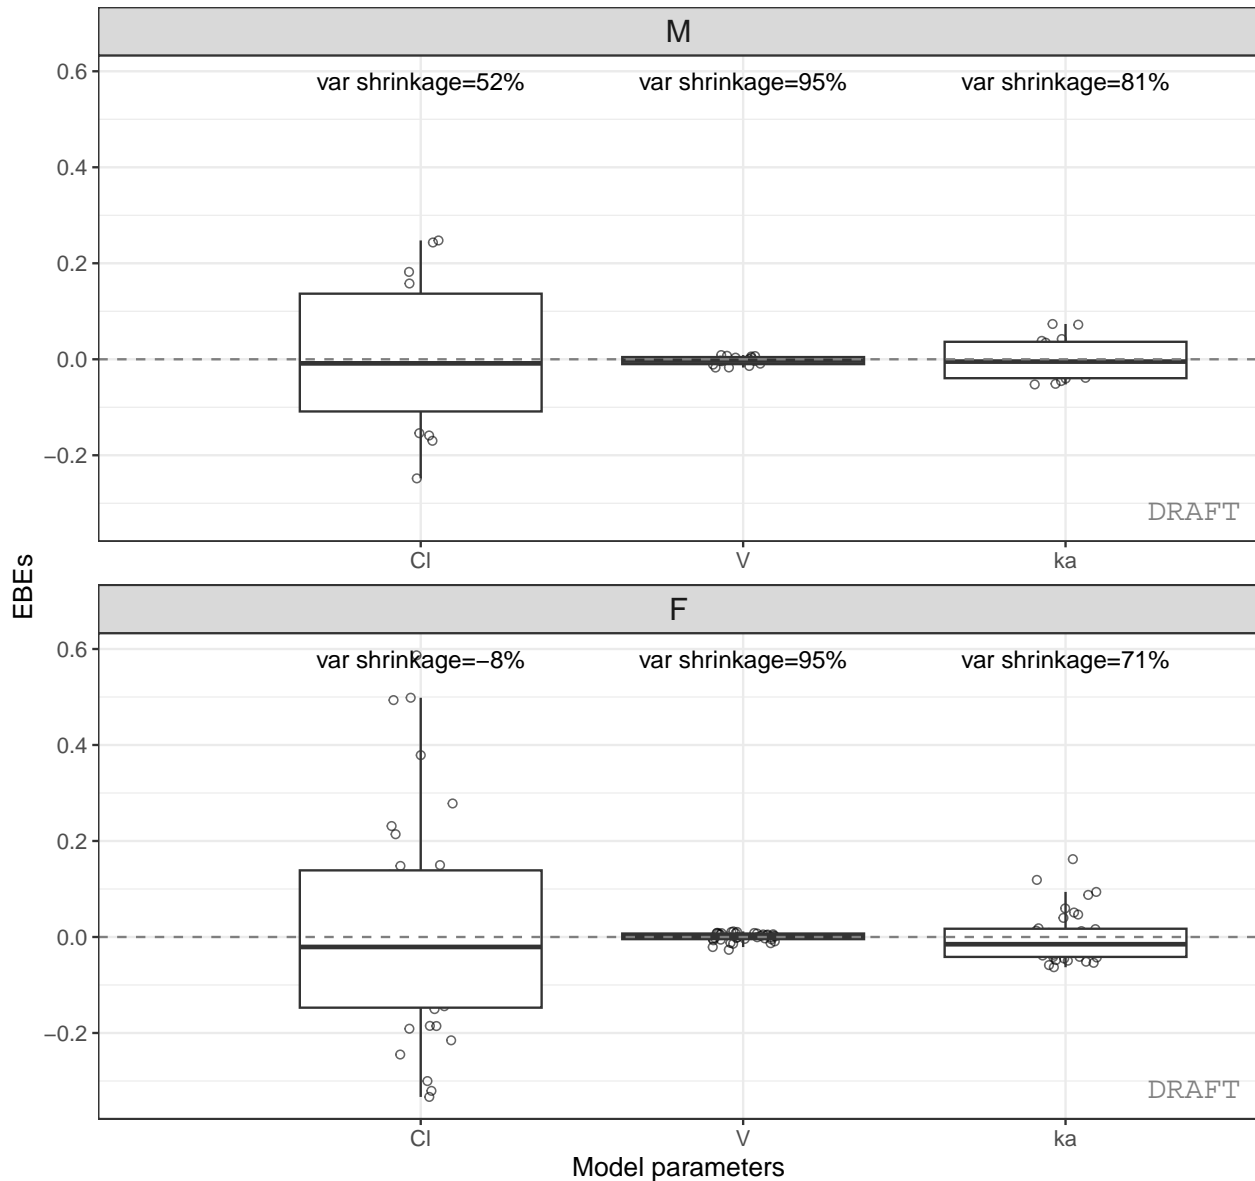 M
var shrinkage=52% var shrinkage=95% var shrinkage=81%
0.6
0.4
0.2
0.0
−0.2
DRAFT
Cl V ka
EBEs
F
var shrinkage=−8% var shrinkage=95% var shrinkage=71%
0.6
0.4
0.2
0.0
−0.2
DRAFT
Cl V ka
Model parameters